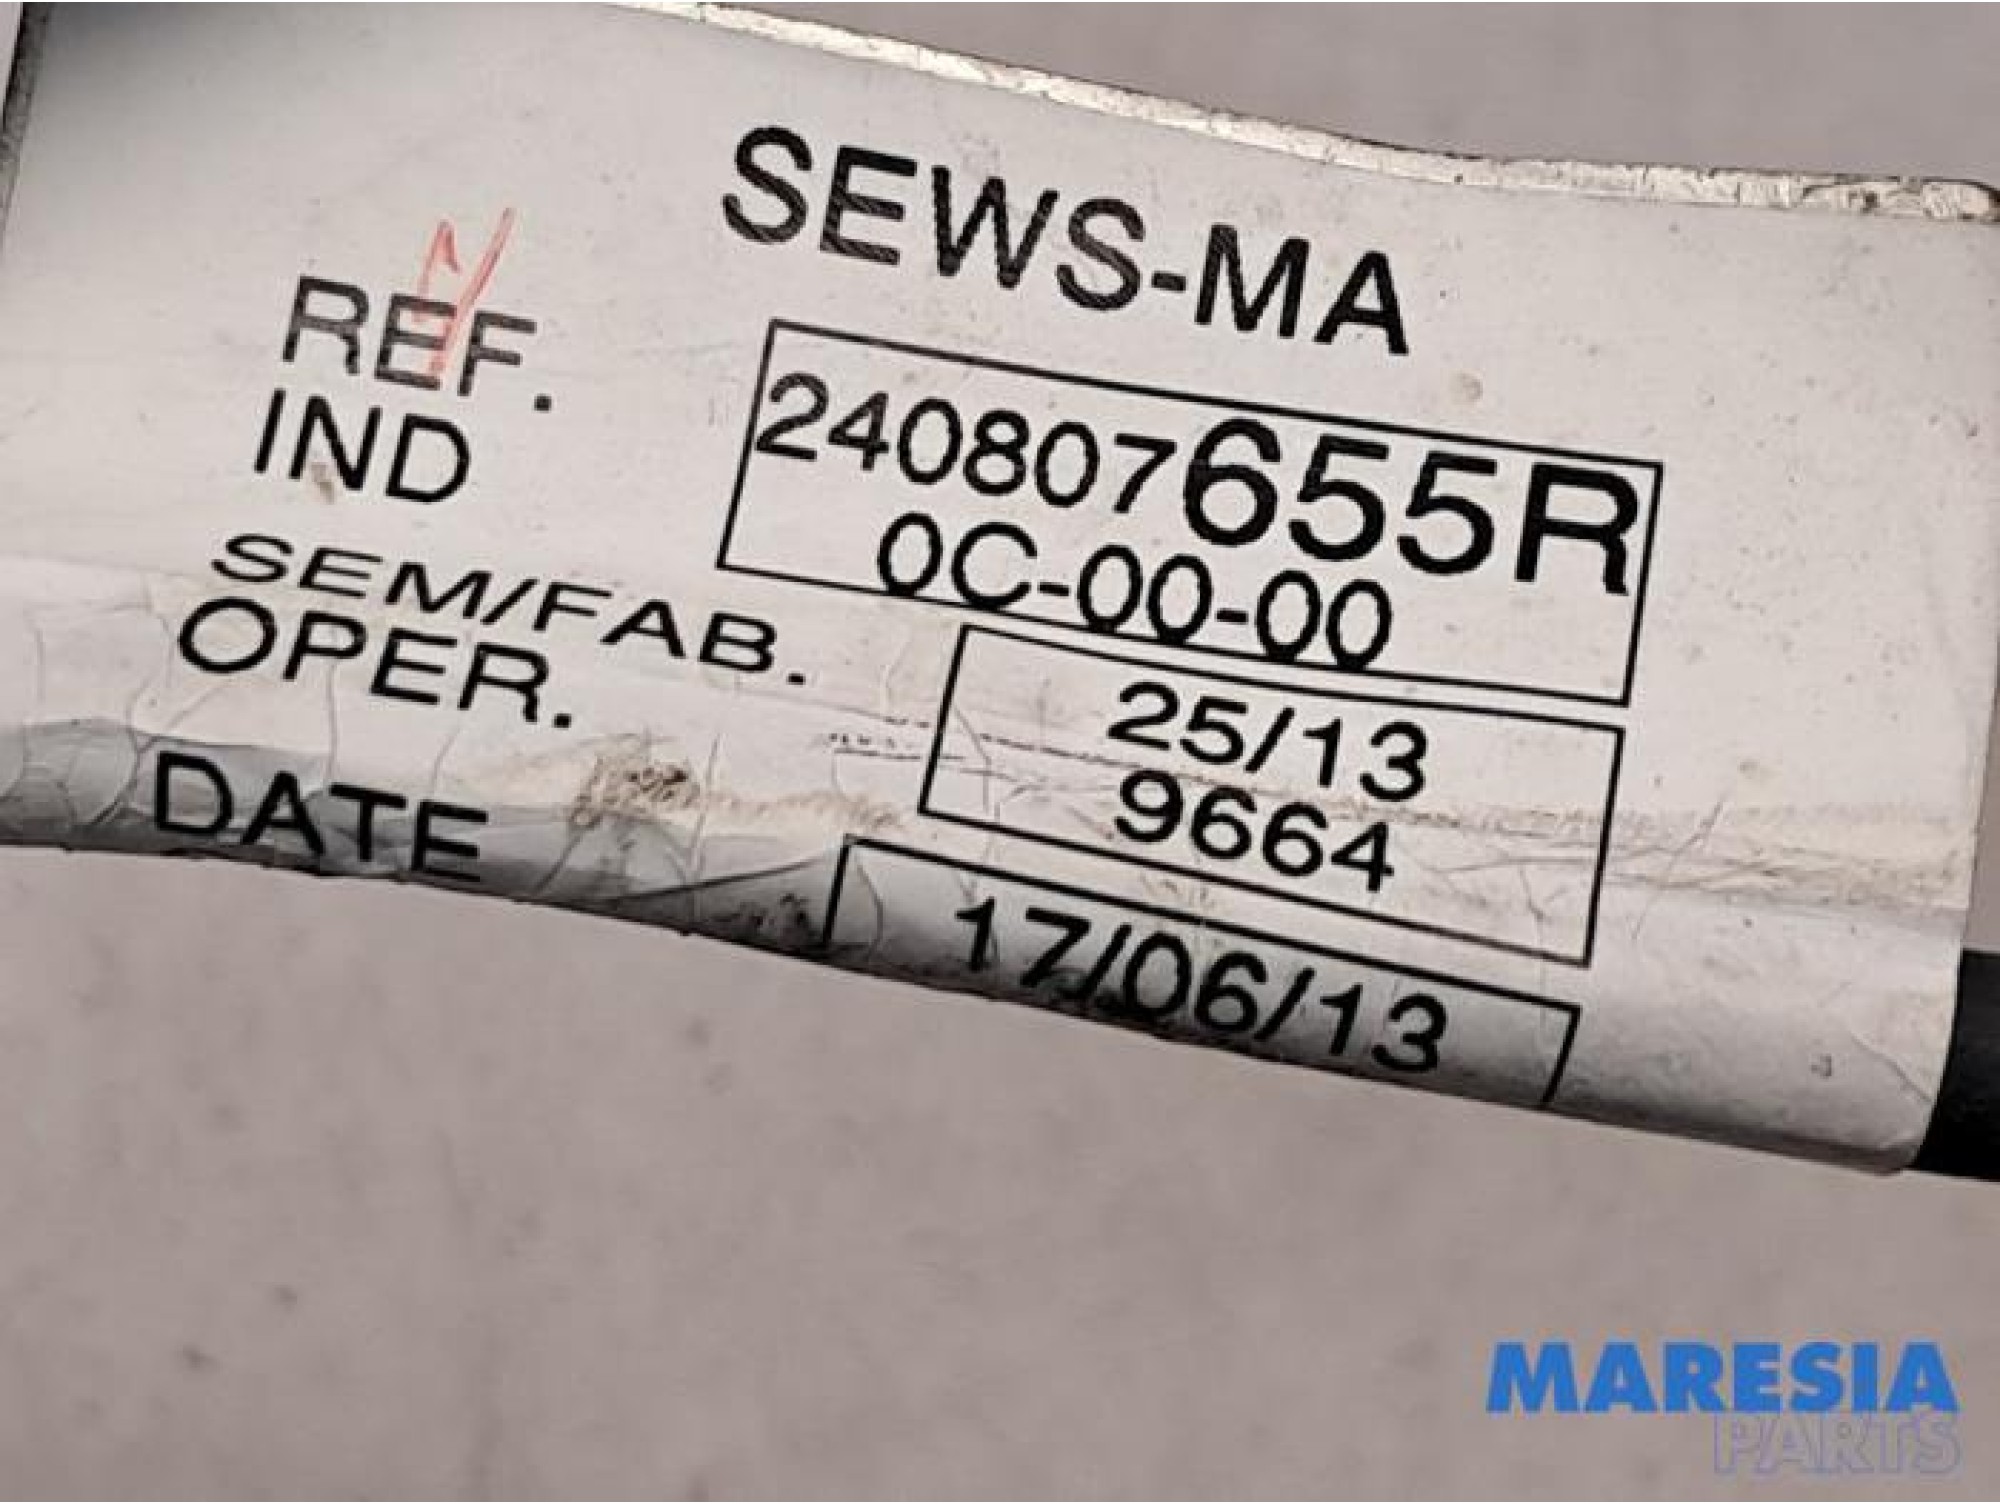 SEWS-MA
REF. 240807655R
IND 0C-00-00
SEM/FAB. 25/13
OPER. 9664
DATE 17/06/13
MARESIA
PARTS